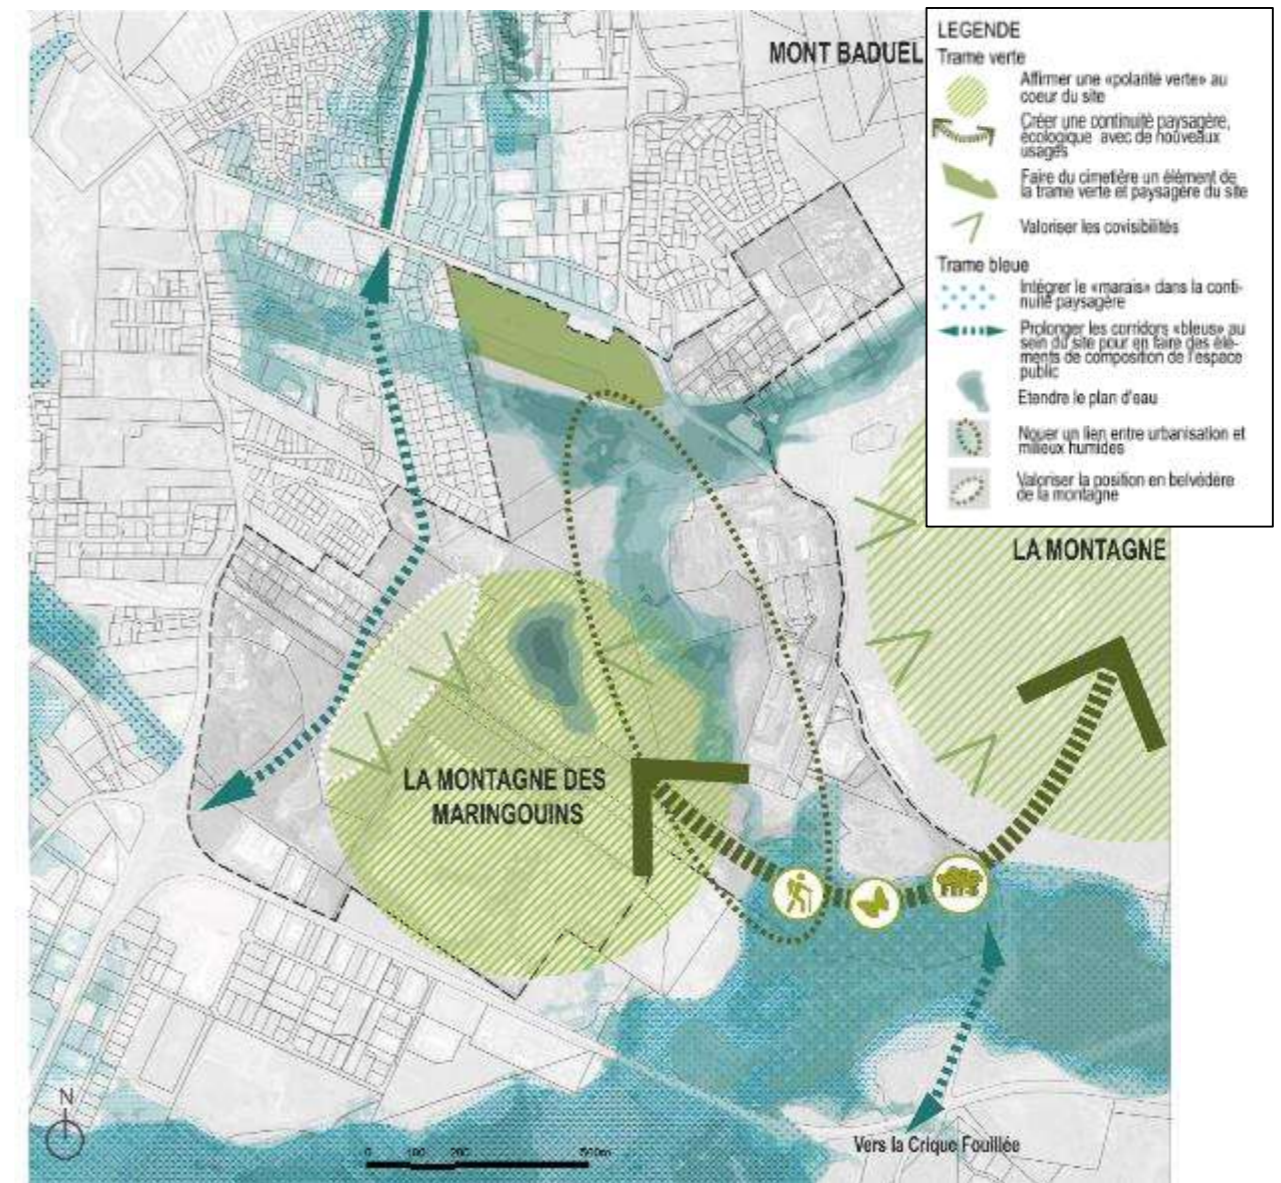 MONT BADUEL
LEGENDE
Trame verte
Affirmer une «polarité verte» au
coeur du site
Créer une continuité paysagère,
écologique avec de nouveaux
usages
Faire du cimetière un élément de
la trame verte et paysagère du site
Valoriser les covisibilités
Trame bleue
Intégrer le «marais» dans la conti-
nuité paysagère
Prolonger les corridors «bleus» au
sein du site pour en faire des élé-
ments de composition de l'espace
public
Etendre le plan d'eau
Nouer un lien entre urbanisation et
milieux humides
Valoriser la position en belvédère
de la montagne
LA MONTAGNE
LA MONTAGNE DES
MARINGOUINS
N
0 100 200 500m
Vers la Crique Fouillée